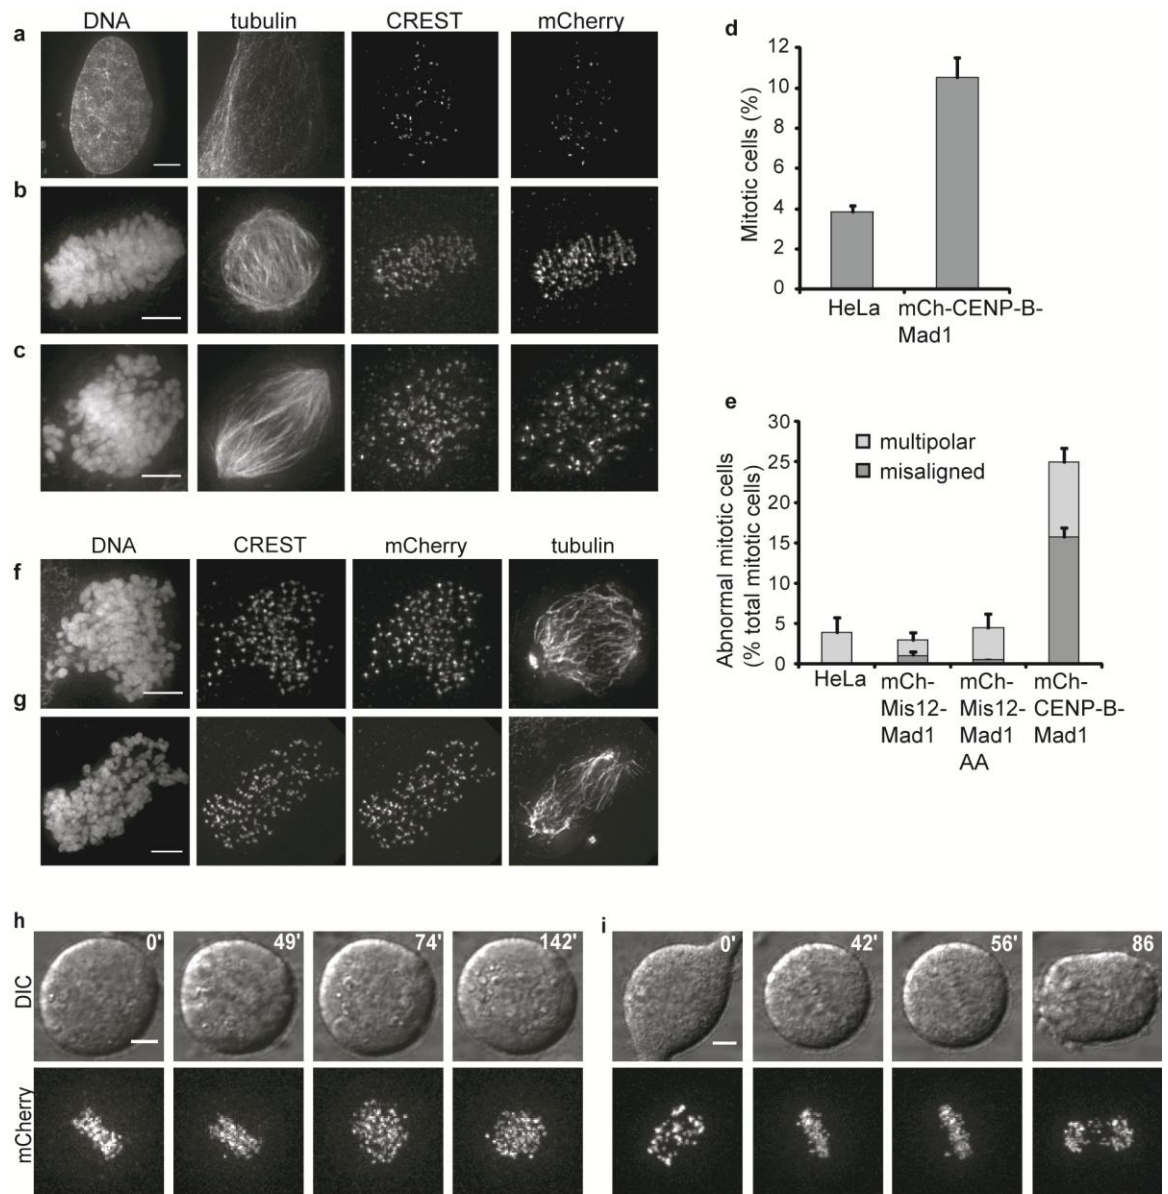 DNA tubulin CREST mCherry
a
b
c
d
12
10
8
6
4
2
0
Mitotic cells (%)
HeLa mCh-CENP-B-
Mad1
e
30
25
20
15
10
5
0
Abnormal mitotic cells
(% total mitotic cells)
multipolar
misaligned
HeLa
mCh-
Mis12-
Mad1
mCh-
Mis12-
Mad1
AA
mCh-
CENP-B-
Mad1
DNA CREST mCherry tubulin
f
g
h
DIC
0' 49' 74' 142'
mCherry
i
0' 42' 56' 86